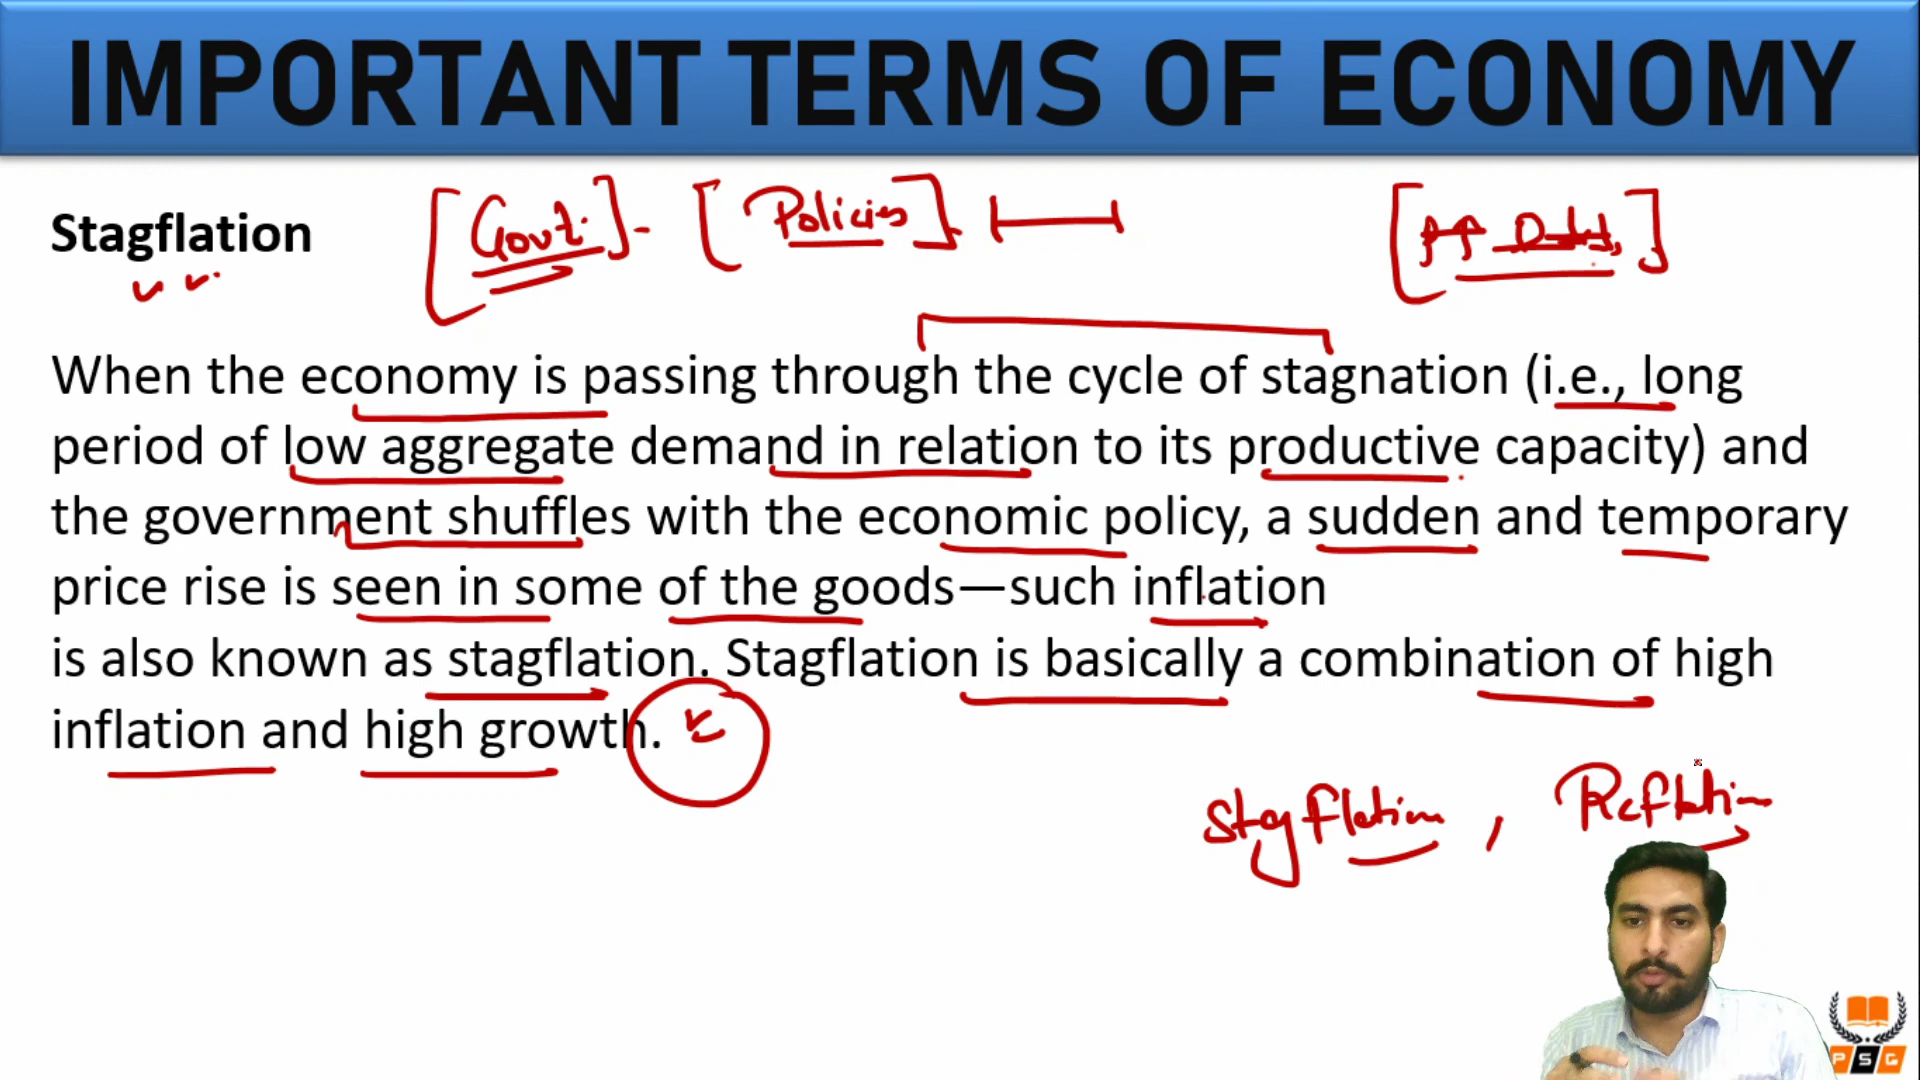 IMPORTANT TERMS OF ECONOMY
Stagflation
Govt.
Policies
When the economy is passing through the cycle of stagnation (i.e., long
period of low aggregate demand in relation to its productive capacity) and
the government shuffles with the economic policy, a sudden and temporary
price rise is seen in some of the goods—such inflation
is also known as stagflation. Stagflation is basically a combination of high
inflation and high growth.
Stagflation, Reflation
PSG